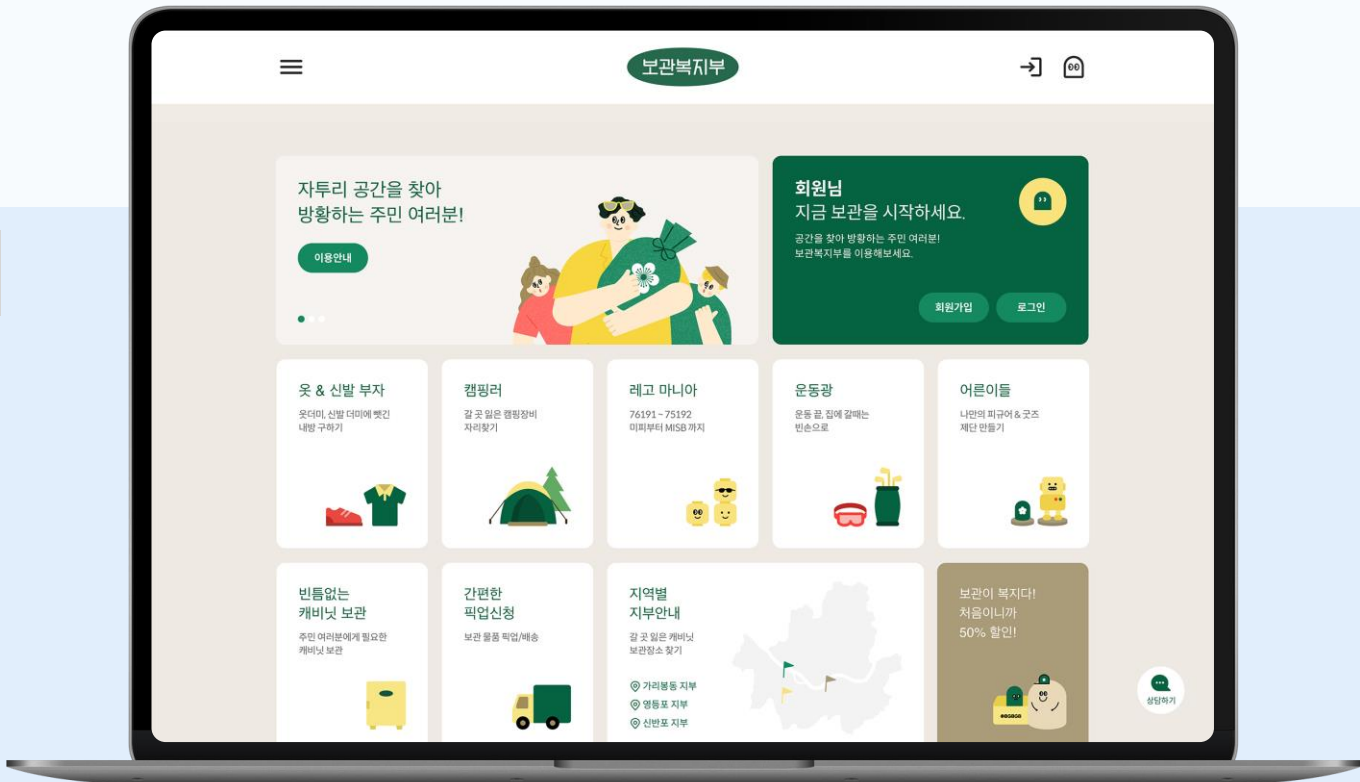 보관복지부
자투리 공간을 찾아
방황하는 주민 여러분!
이용안내
회원님
지금 보관을 시작하세요.
공간을 찾아 방황하는 주민 여러분!
보관복지부를 이용해보세요.
회원가입
로그인
옷 & 신발 부자
옷더미, 신발 더미에 뺏긴
내방 구하기
캠핑러
갈 곳 잃은 캠핑장비
자리찾기
레고 마니아
76191 ~ 75192
미피부터 MISB 까지
운동광
운동 끝, 집에 갈때는
빈손으로
어른이들
나만의 피규어 & 굿즈
제단 만들기
빈틈없는
캐비닛 보관
주민 여러분에게 필요한
캐비닛 보관
간편한
픽업신청
보관 물품 픽업/배송
지역별
지부안내
갈 곳 잃은 캐비닛
보관장소 찾기
가리봉동 지부
영등포 지부
신반포 지부
보관이 복지다!
처음이니까
50% 할인!
상담하기